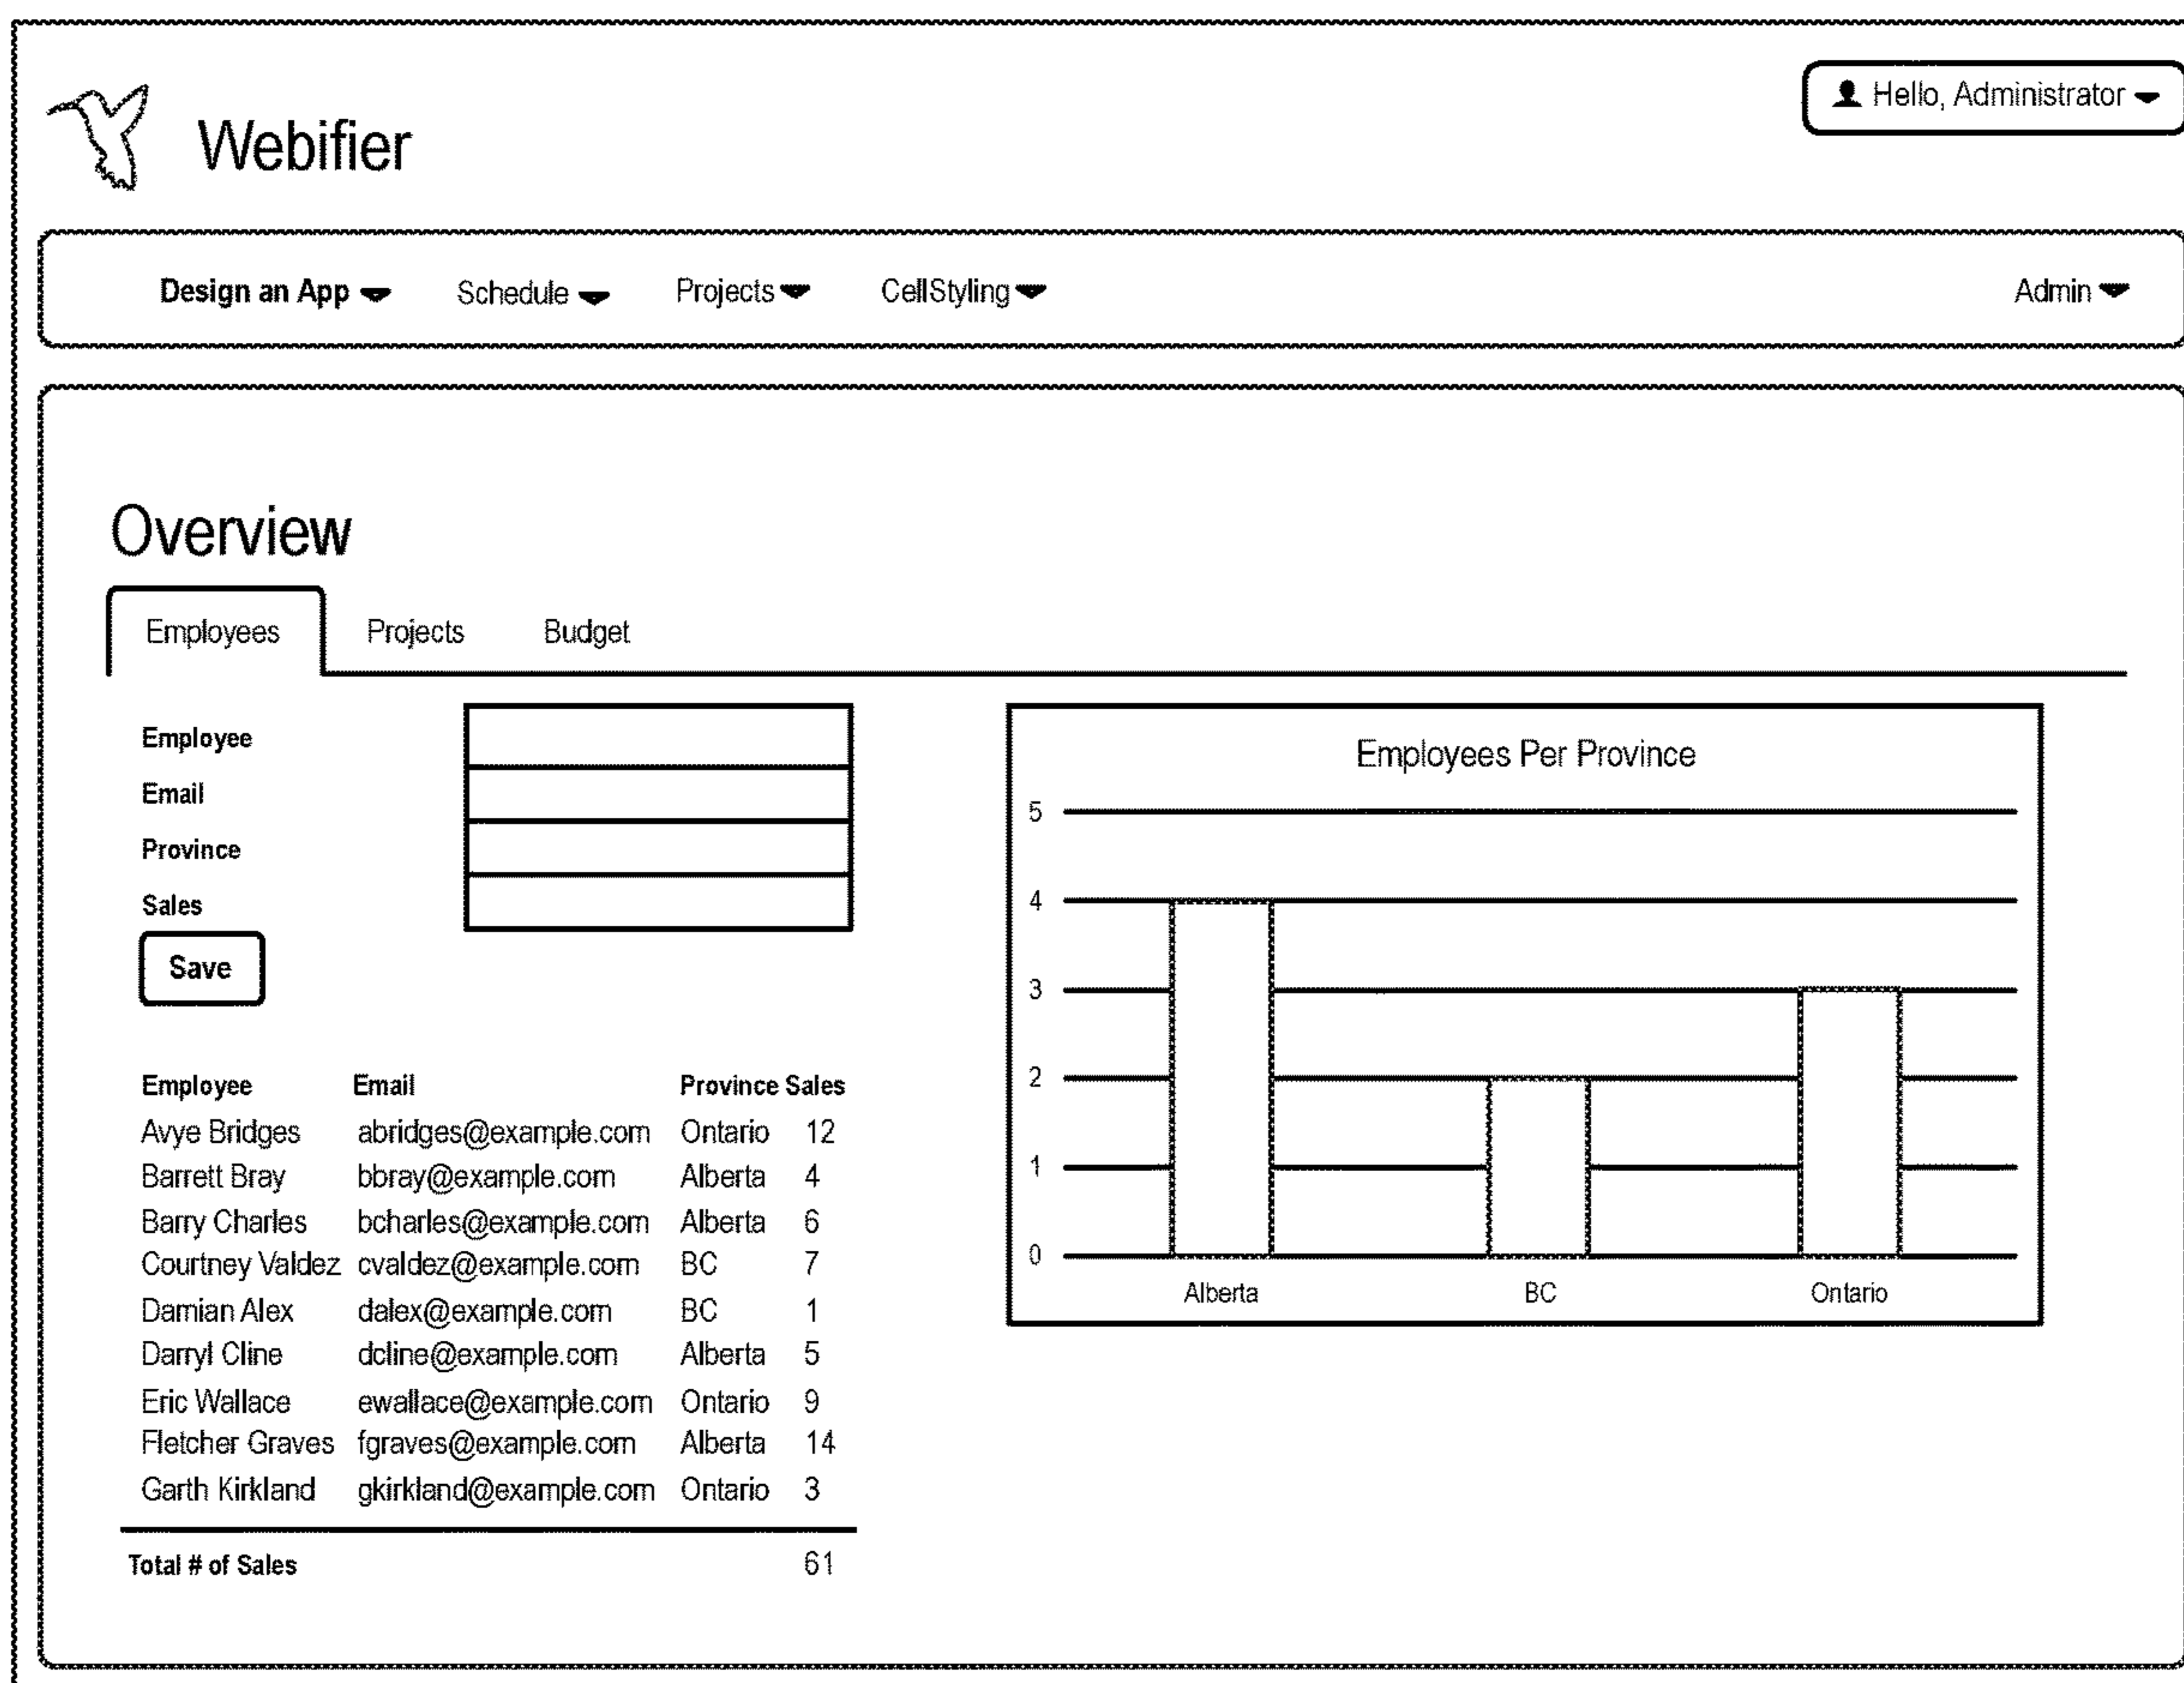 Hello, Administrator
Webifier
Design an App Schedule Projects CellStyling Admin
Overview
Employees Projects Budget
Employee
Email
Province
Sales
Save
Employee Email Province Sales
Avye Bridges abridges@example.com Ontario 12
Barrett Bray bbray@example.com Alberta 4
Barry Charles bcharles@example.com Alberta 6
Courtney Valdez cvaldez@example.com BC 7
Damian Alex dalex@example.com BC 1
Darryl Cline dcline@example.com Alberta 5
Eric Wallace ewallace@example.com Ontario 9
Fletcher Graves fgraves@example.com Alberta 14
Garth Kirkland gkirkland@example.com Ontario 3
Total # of Sales 61
Employees Per Province
5
4
3
2
1
0
Alberta BC Ontario